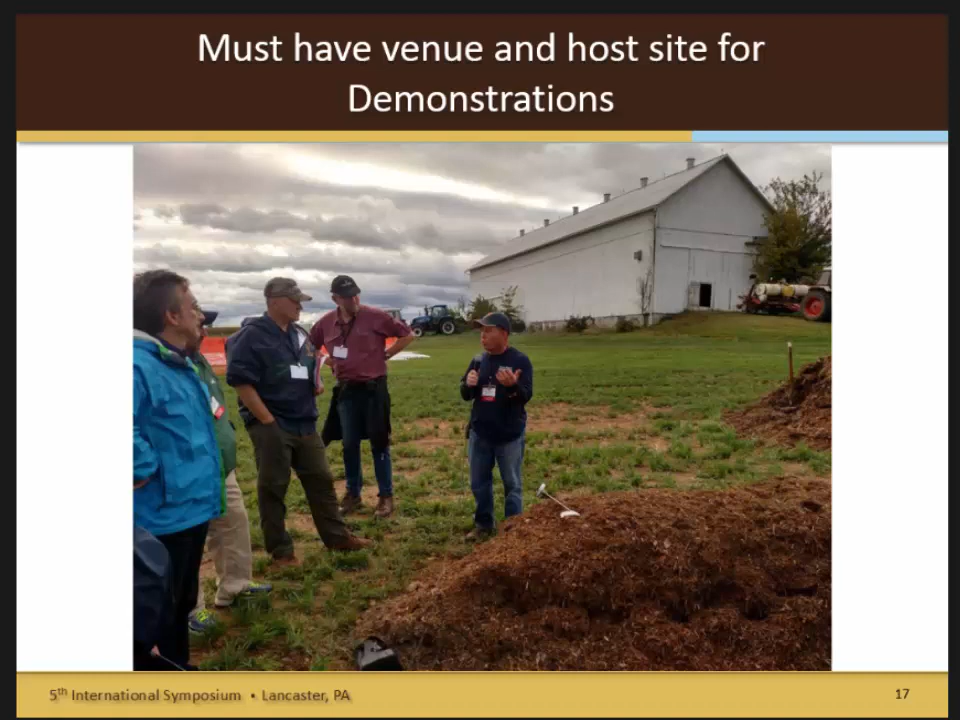 Must have venue and host site for
Demonstrations
5th International Symposium • Lancaster, PA
17